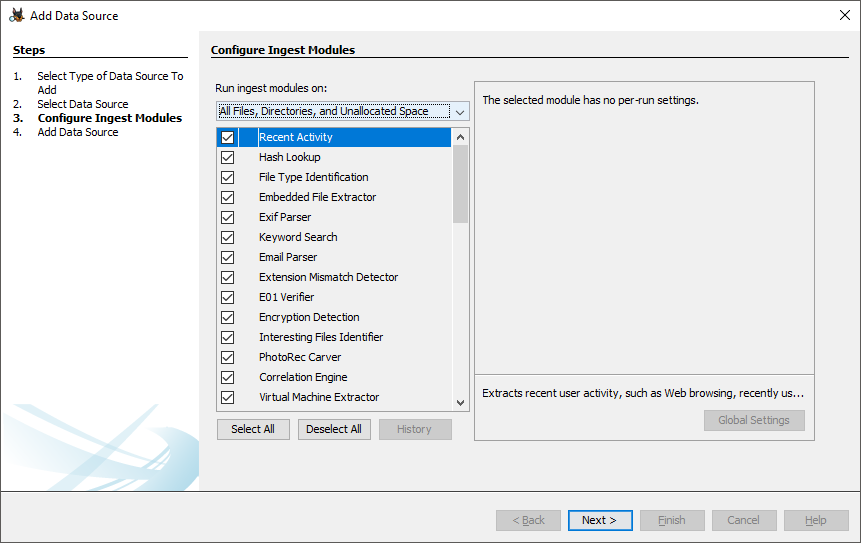 Add Data Source
Steps
1. Select Type of Data Source To
Add
2. Select Data Source
3. Configure Ingest Modules
4. Add Data Source
Configure Ingest Modules
Run ingest modules on:
All Files, Directories, and Unallocated Space
Recent Activity
Hash Lookup
File Type Identification
Embedded File Extractor
Exif Parser
Keyword Search
Email Parser
Extension Mismatch Detector
E01 Verifier
Encryption Detection
Interesting Files Identifier
PhotoRec Carver
Correlation Engine
Virtual Machine Extractor
Select All
Deselect All
History
The selected module has no per-run settings.
Extracts recent user activity, such as Web browsing, recently us...
Global Settings
< Back
Next >
Finish
Cancel
Help